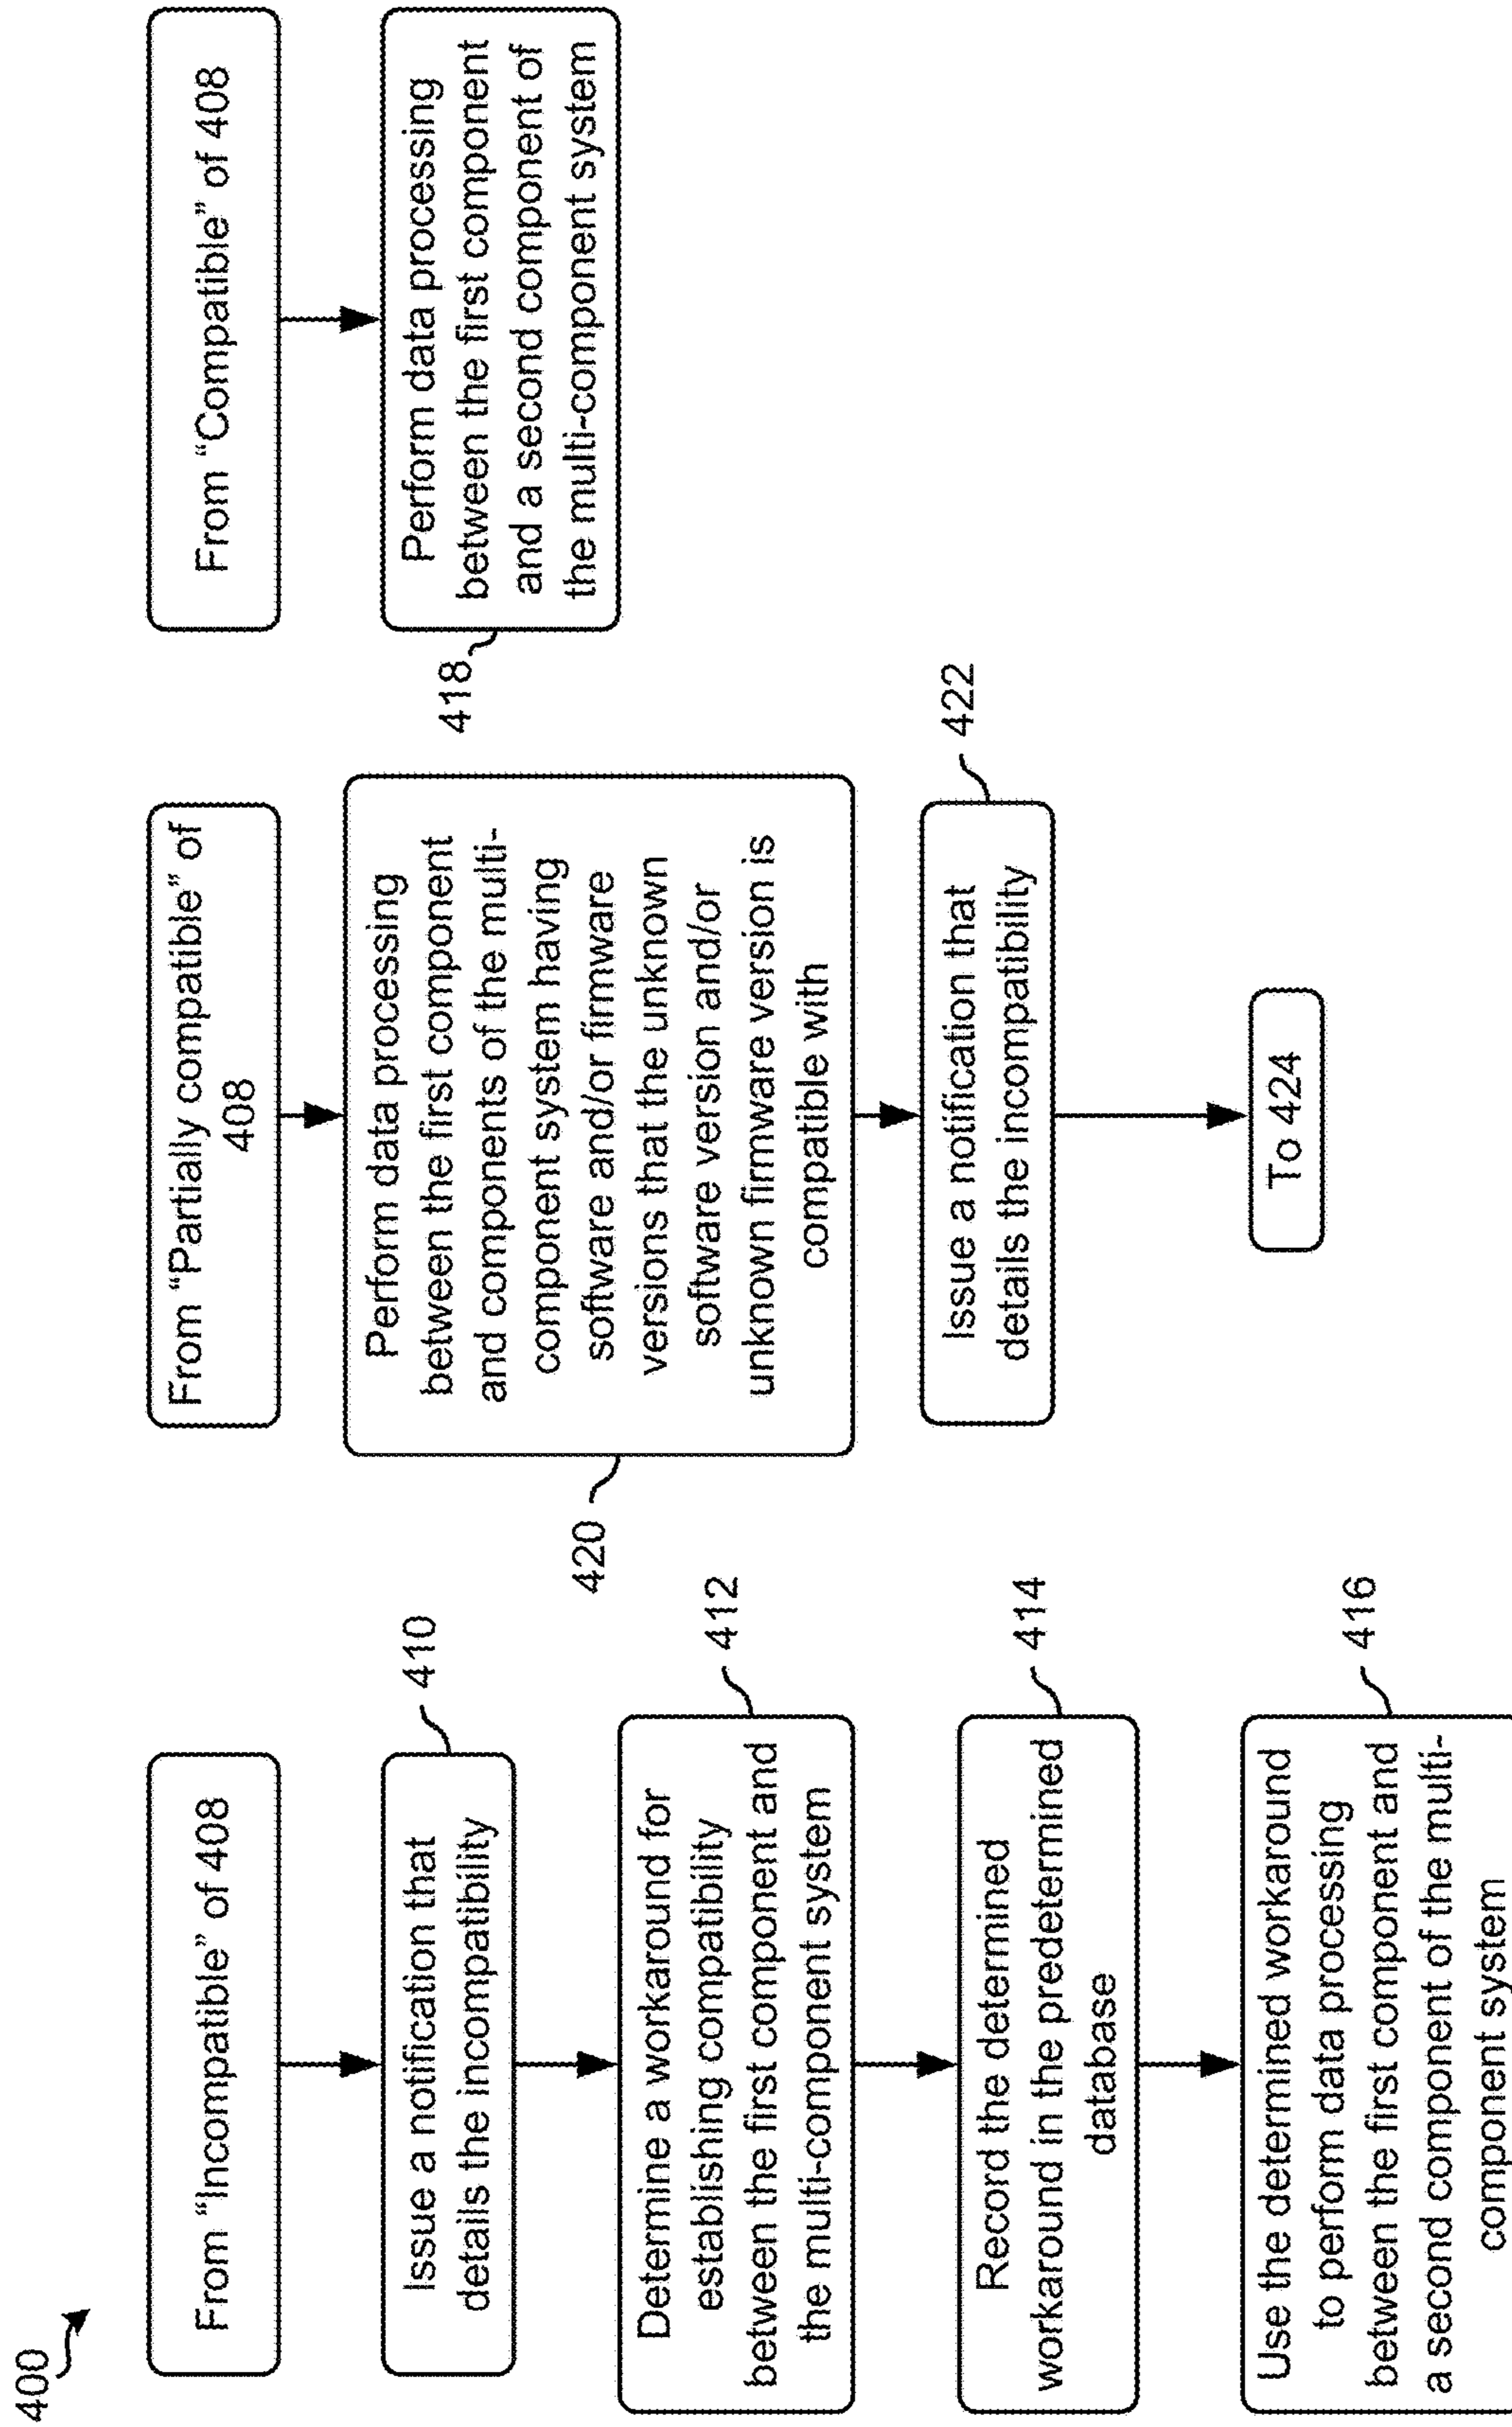 400
From "Incompatible" of 408
410
Issue a notification that
details the incompatibility
412
Determine a workaround for
establishing compatibility
between the first component and
the multi-component system
414
Record the determined
workaround in the predetermined
database
416
Use the determined workaround
to perform data processing
between the first component and
a second component of the multi-
component system
From "Partially compatible" of
408
420
Perform data processing
between the first component
and components of the multi-
component system having
software and/or firmware
versions that the unknown
software version and/or
unknown firmware version is
compatible with
422
Issue a notification that
details the incompatibility
To 424
From "Compatible" of 408
418
Perform data processing
between the first component
and a second component of
the multi-component system